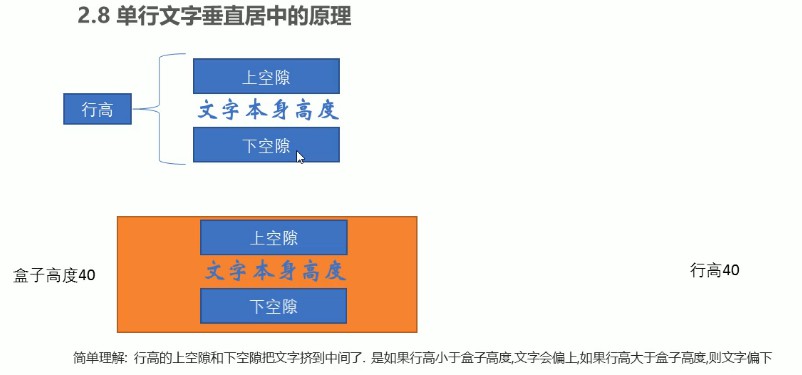 2.8 单行文字垂直居中的原理
上空隙
行高
文字本身高度
下空隙
上空隙
文字本身高度
盒子高度40
行高40
下空隙
简单理解: 行高的上空隙和下空隙把文字挤到中间了. 是如果行高小于盒子高度,文字会偏上,如果行高大于盒子高度,则文字偏下